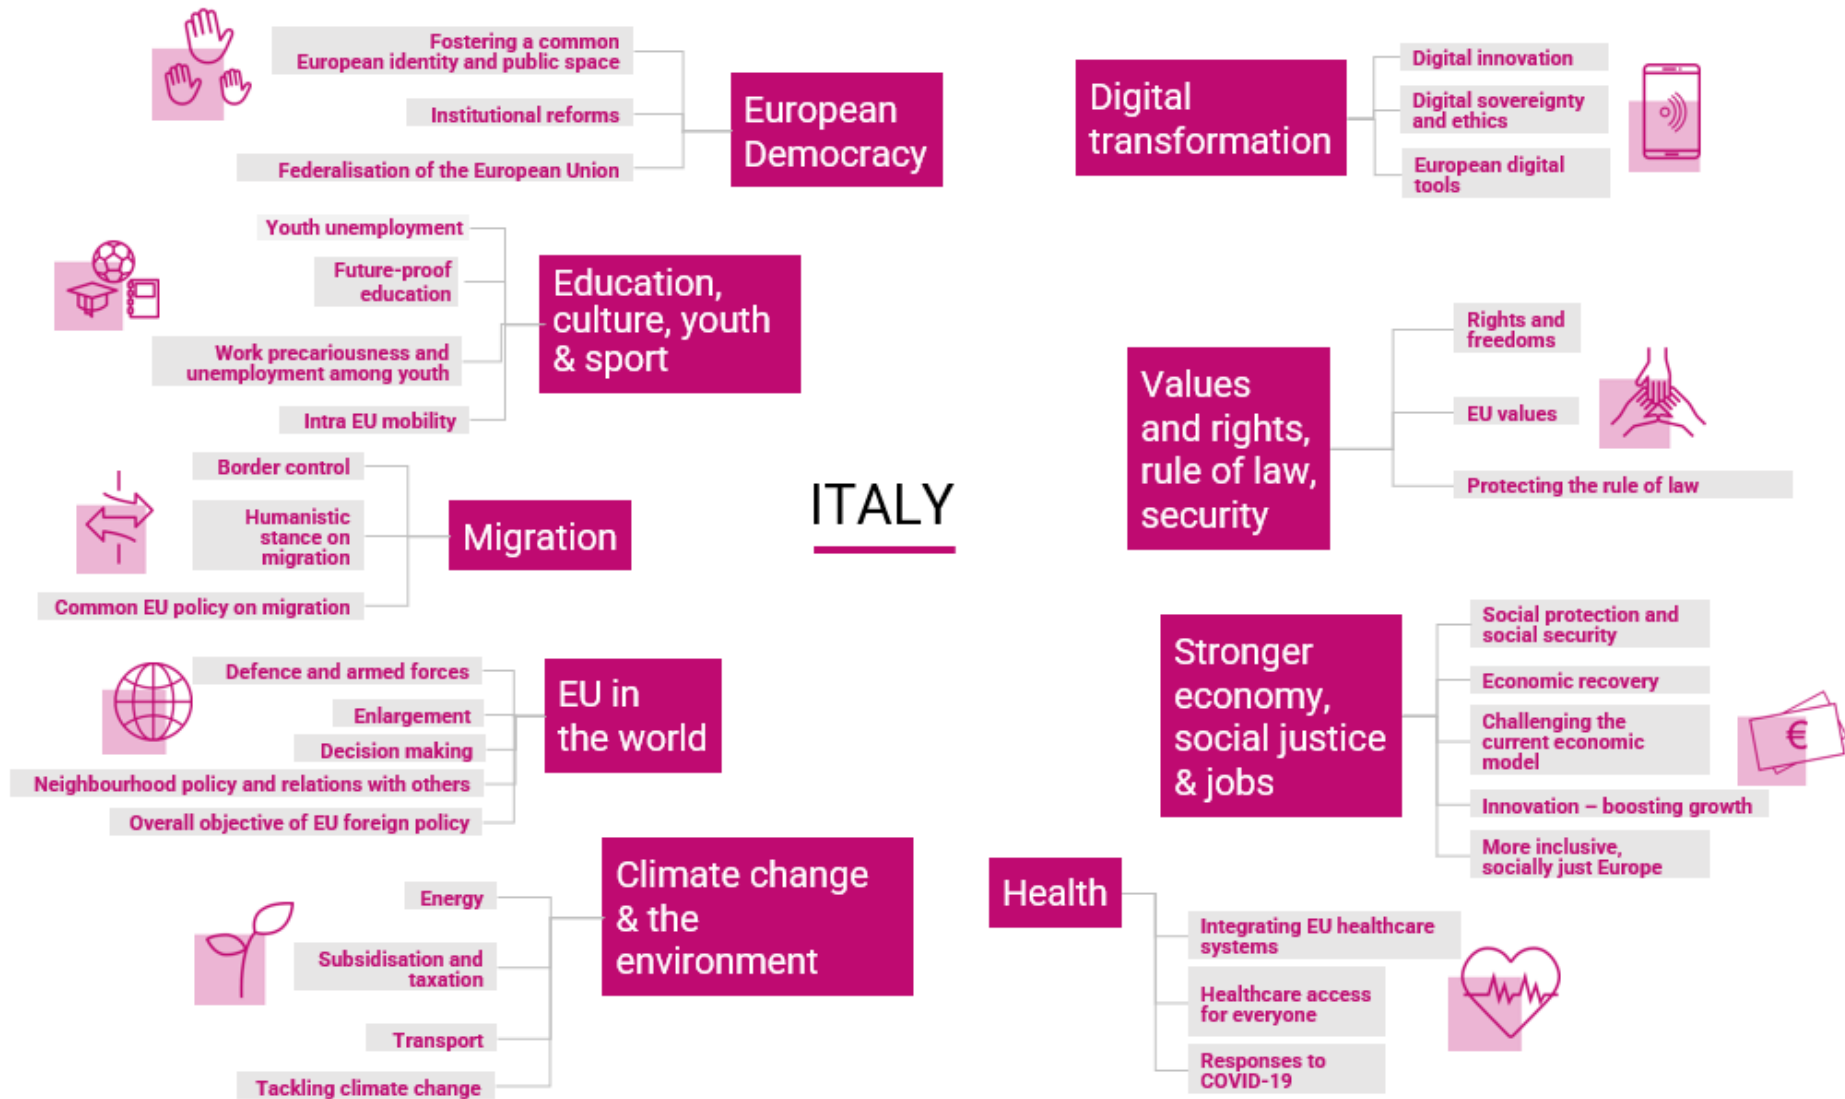 Fostering a common
European identity and public space
Institutional reforms
Federalisation of the European Union
European
Democracy
Youth unemployment
Future-proof
education
Work precariousness and
unemployment among youth
Intra EU mobility
Education,
culture, youth
& sport
Border control
Humanistic
stance on
migration
Common EU policy on migration
Migration
Defence and armed forces
Enlargement
Decision making
Neighbourhood policy and relations with others
Overall objective of EU foreign policy
EU in
the world
Energy
Subsidisation and
taxation
Transport
Tackling climate change
Climate change
& the
environment
ITALY
Digital
transformation
Digital innovation
Digital sovereignty
and ethics
European digital
tools
Values
and rights,
rule of law,
security
Rights and
freedoms
EU values
Protecting the rule of law
Stronger
economy,
social justice
& jobs
Social protection and
social security
Economic recovery
Challenging the
current economic
model
Innovation – boosting growth
More inclusive,
socially just Europe
€
Health
Integrating EU healthcare
systems
Healthcare access
for everyone
Responses to
COVID-19